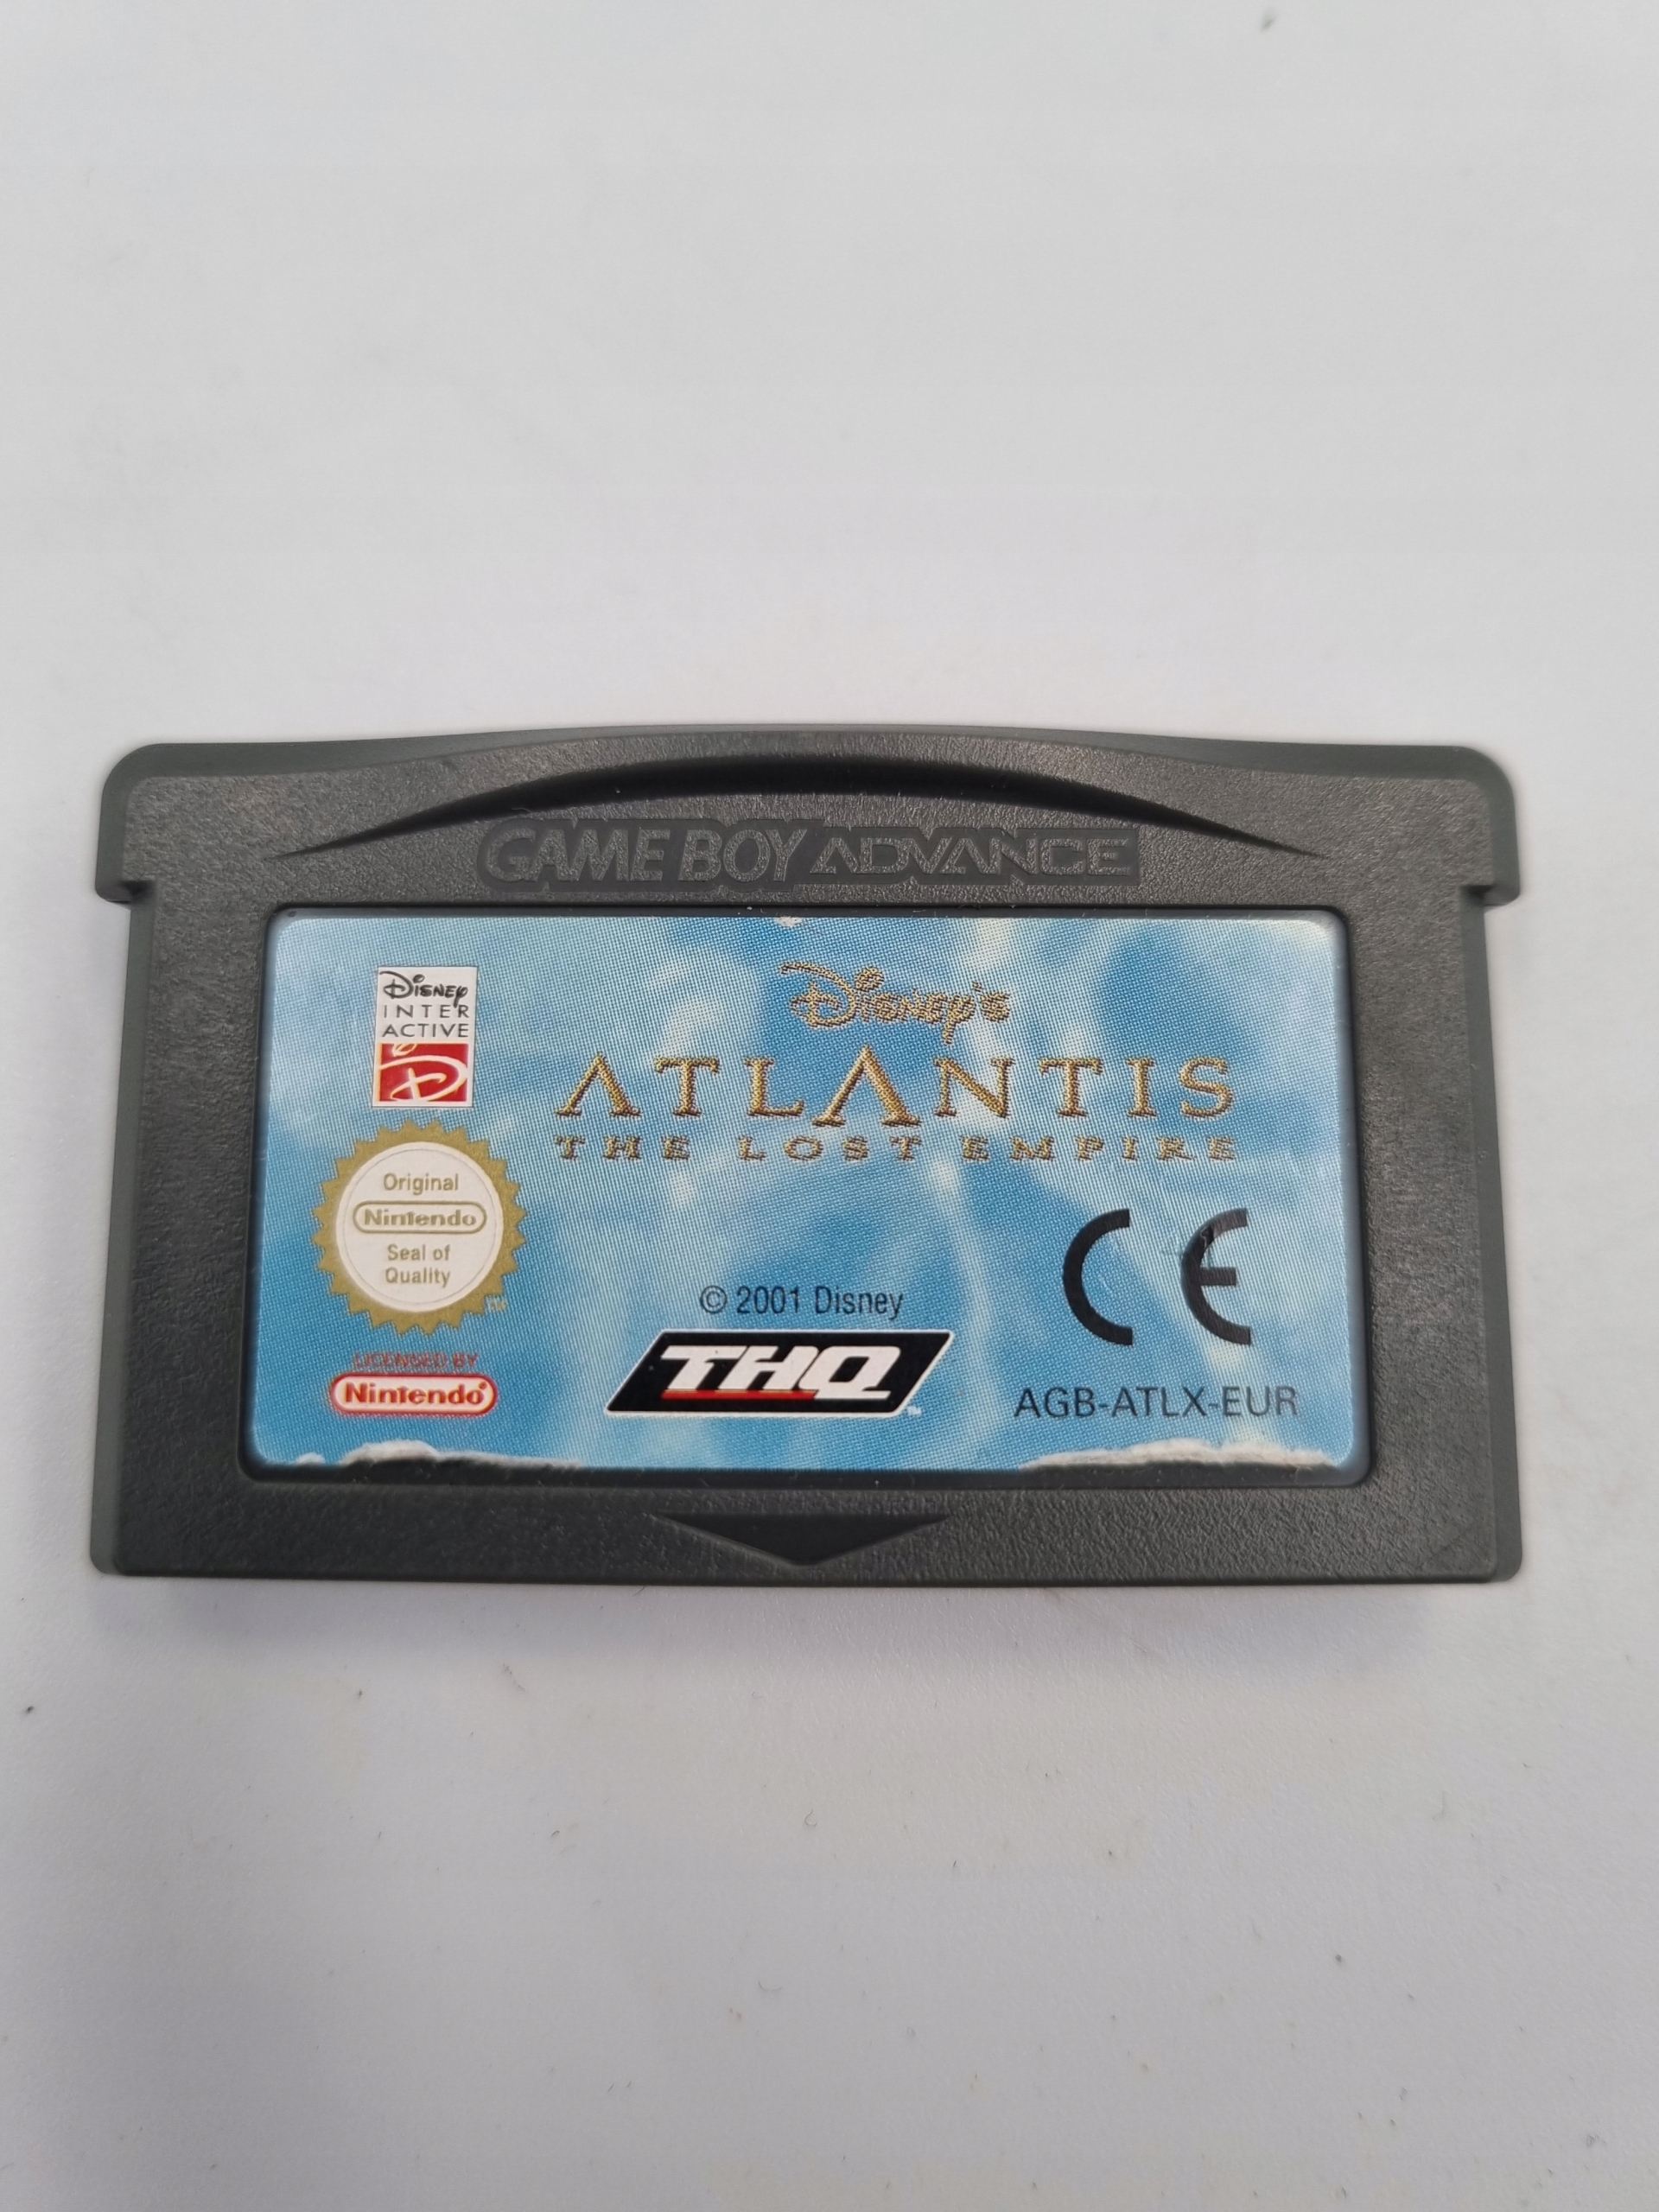 GAME BOY ADVANCE
Disney
INTER
ACTIVE
Disney's
ATLANTIS
THE LOST EMPIRE
Original
Nintendo
Seal of
Quality
© 2001 Disney
CE
LICENSED BY
Nintendo®
THQ™
AGB-ATLX-EUR